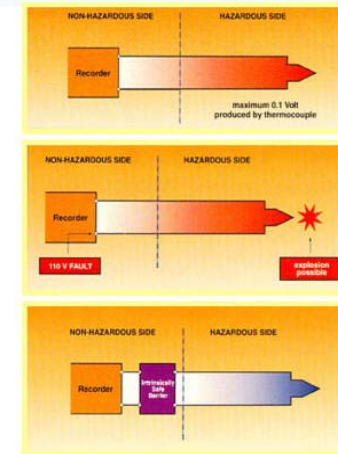 NON-HAZARDOUS SIDE HAZARDOUS SIDE
Recorder
maximum 0.1 Volt
produced by thermocouple
NON-HAZARDOUS SIDE HAZARDOUS SIDE
Recorder
110 V FAULT
explosion
possible
NON-HAZARDOUS SIDE HAZARDOUS SIDE
Recorder
Intrinsically
Safe
Barrier